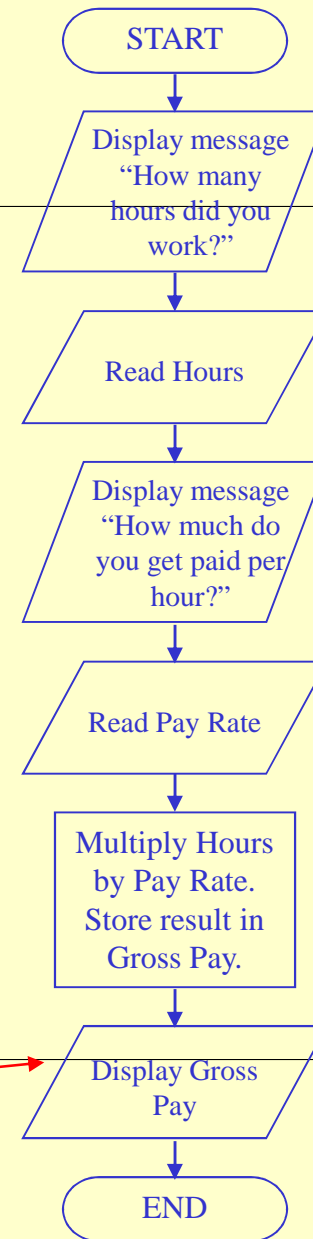 START
Display message
“How many
hours did you
work?”
Read Hours
Display message
“How much do
you get paid per
hour?”
Read Pay Rate
Multiply Hours
by Pay Rate.
Store result in
Gross Pay.
Display Gross
Pay
END